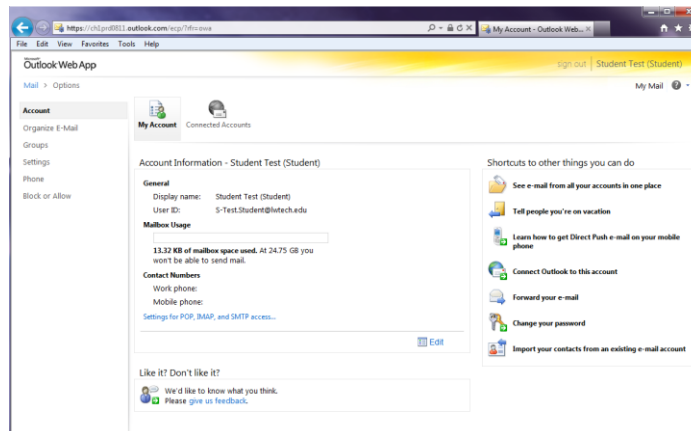 https://ch1prd0811.outlook.com/ecp/?rfr=owa
My Account - Outlook Web...
File Edit View Favorites Tools Help
Microsoft
Outlook Web App
sign out
Student Test (Student)
Mail > Options
My Mail
Account
Organize E-Mail
Groups
Settings
Phone
Block or Allow
My Account
Connected Accounts
Account Information - Student Test (Student)
General
Display name: Student Test (Student)
User ID: S-Test.Student@lwtech.edu
Mailbox Usage
13.32 KB of mailbox space used. At 24.75 GB you
won't be able to send mail.
Contact Numbers
Work phone:
Mobile phone:
Settings for POP, IMAP, and SMTP access...
Edit
Like it? Don't like it?
We'd like to know what you think.
Please give us feedback.
Shortcuts to other things you can do
See e-mail from all your accounts in one place
Tell people you're on vacation
Learn how to get Direct Push e-mail on your mobile
phone
Connect Outlook to this account
Forward your e-mail
Change your password
Import your contacts from an existing e-mail account